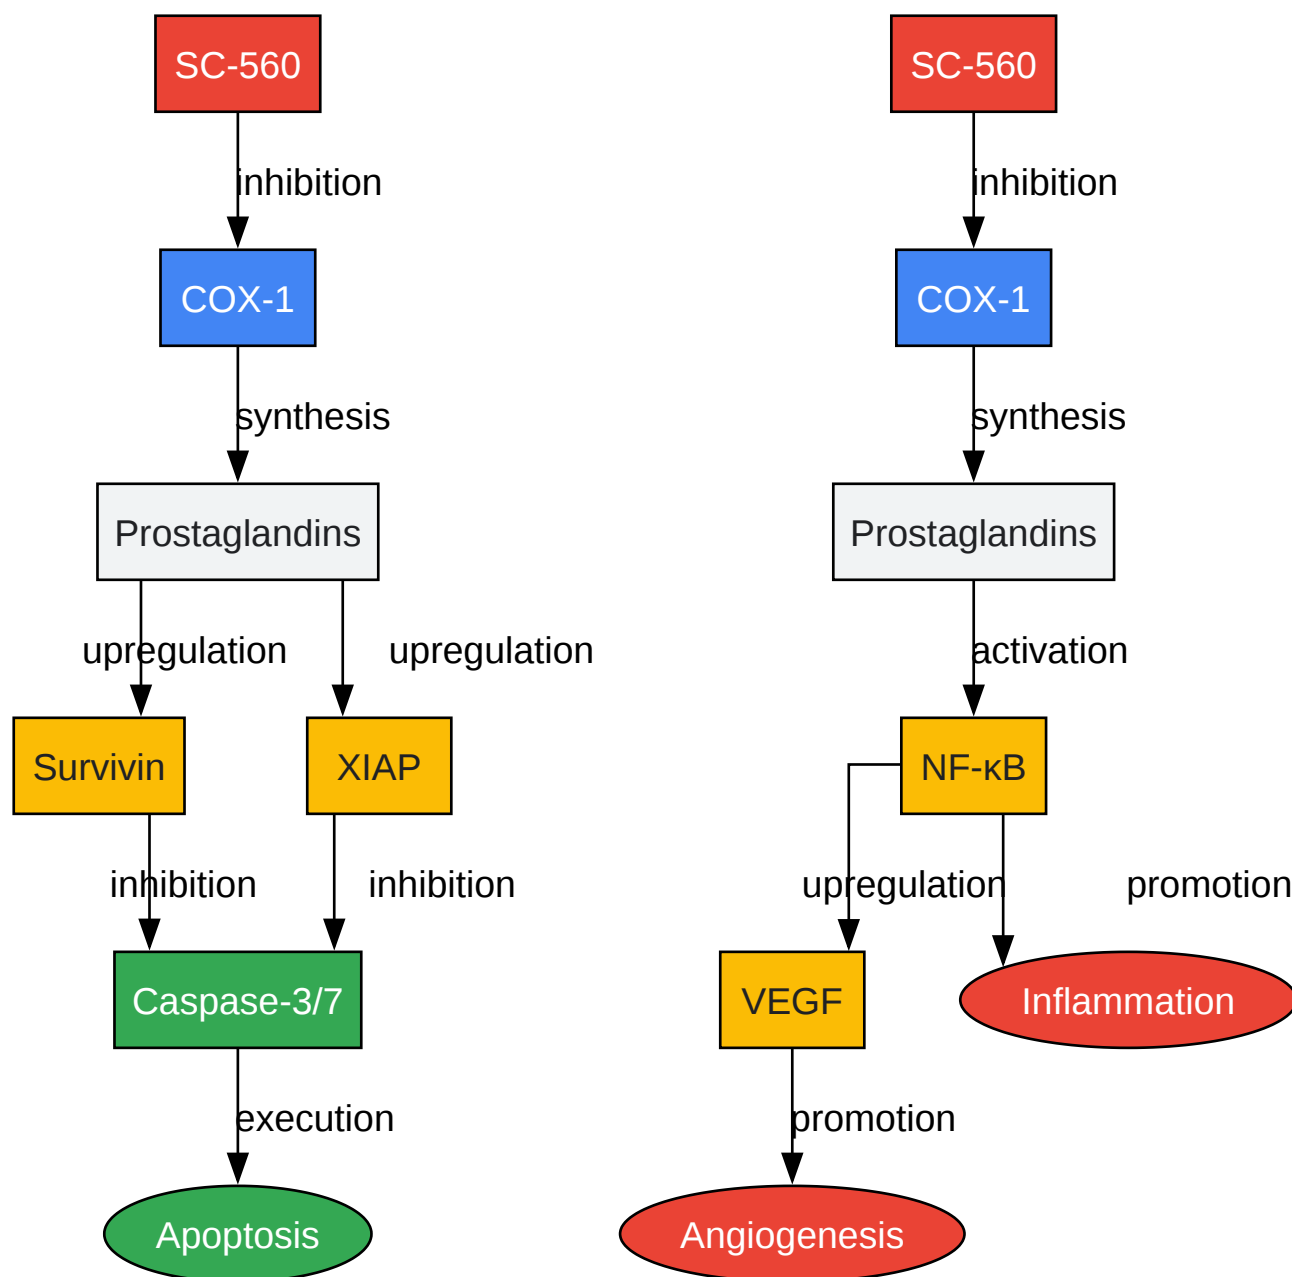 SC-560
SC-560
inhibition
inhibition
COX-1
COX-1
synthesis
synthesis
Prostaglandins
Prostaglandins
upregulation
upregulation
activation
Survivin
XIAP
NF-κB
inhibition
inhibition
upregulation
promotion
Caspase-3/7
VEGF
Inflammation
execution
promotion
Apoptosis
Angiogenesis